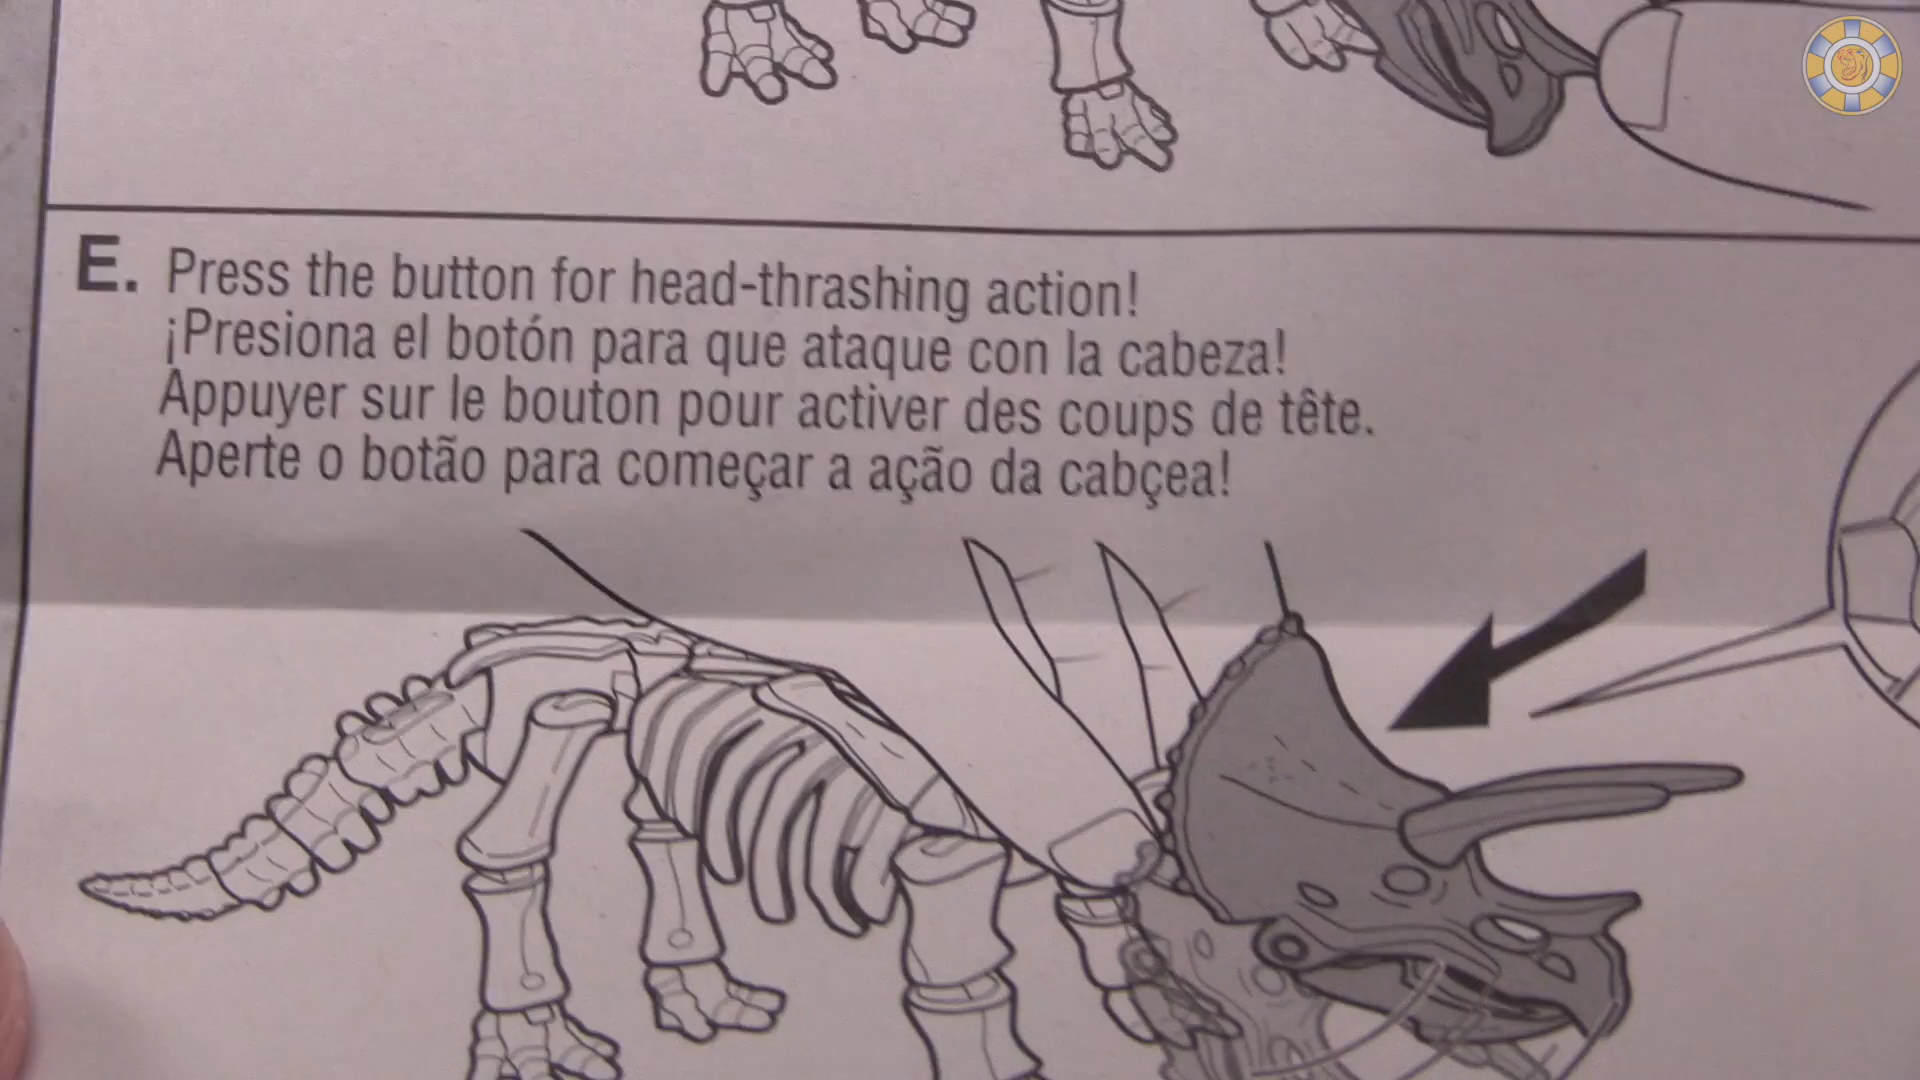 E. Press the button for head-thrashing action!
¡Presiona el botón para que ataque con la cabeza!
Appuyer sur le bouton pour activer des coups de tête.
Aperte o botão para começar a ação da cabçea!